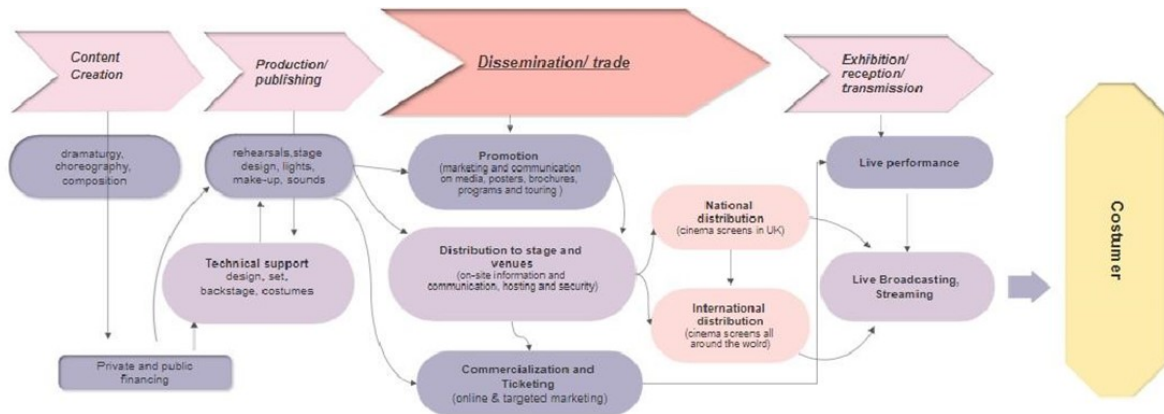 Content
Creation
Production/
publishing
Dissemination/ trade
Exhibition/
reception/
transmission
dramaturgy,
choreography,
composition
rehearsals,stage
design, lights,
make-up, sounds
Promotion
(marketing and communication
on media, posters, brochures,
programs and touring )
Live performance
National
distribution
(cinema screens in UK)
Technical support
design, set,
backstage, costumes
Distribution to stage and
venues
(on-site information and
communication, hosting and security)
Live Broadcasting,
Streaming
International
distribution
(cinema screens all
around the wolrd)
Private and public
financing
Commercialization and
Ticketing
(online & targeted marketing)
Costumer